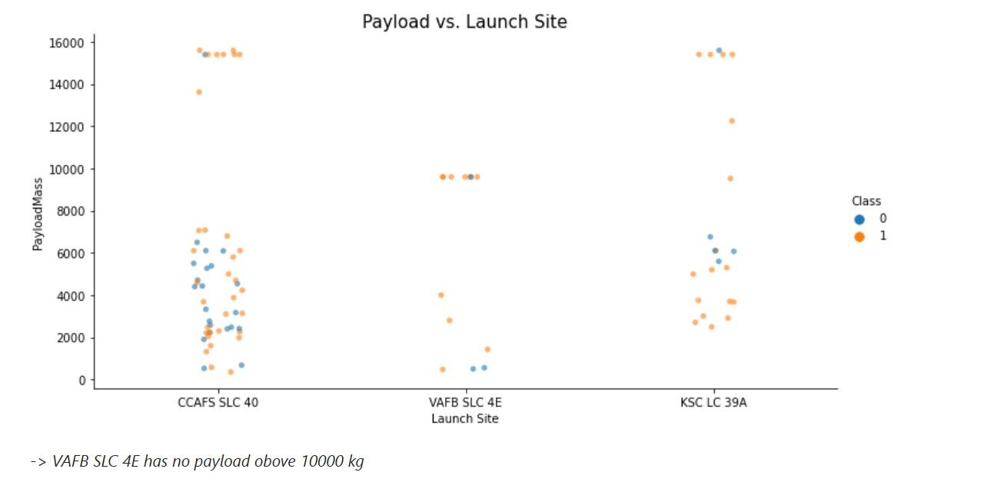 Payload vs. Launch Site
16000
14000
12000
10000
8000
6000
4000
2000
0
PayloadMass
CCAFS SLC 40
VAFB SLC 4E
KSC LC 39A
Launch Site
Class
0
1
-> VAFB SLC 4E has no payload obove 10000 kg